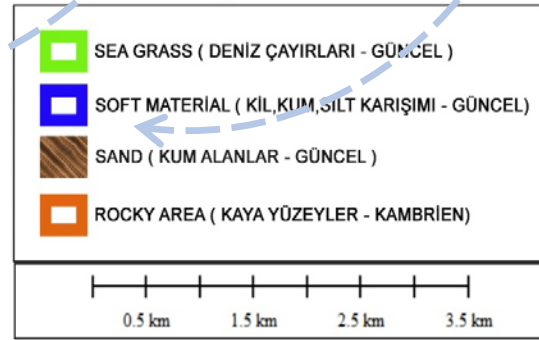 SEA GRASS ( DENİZ ÇAYIRLARI - GÜNCEL )
SOFT MATERİAL ( KİL,KUM,SILT KARIŞIMI - GÜNCEL)
SAND ( KUM ALANLAR - GÜNCEL )
ROCKY AREA ( KAYA YÜZEYLER - KAMBRİEN)
0.5 km 1.5 km 2.5 km 3.5 km